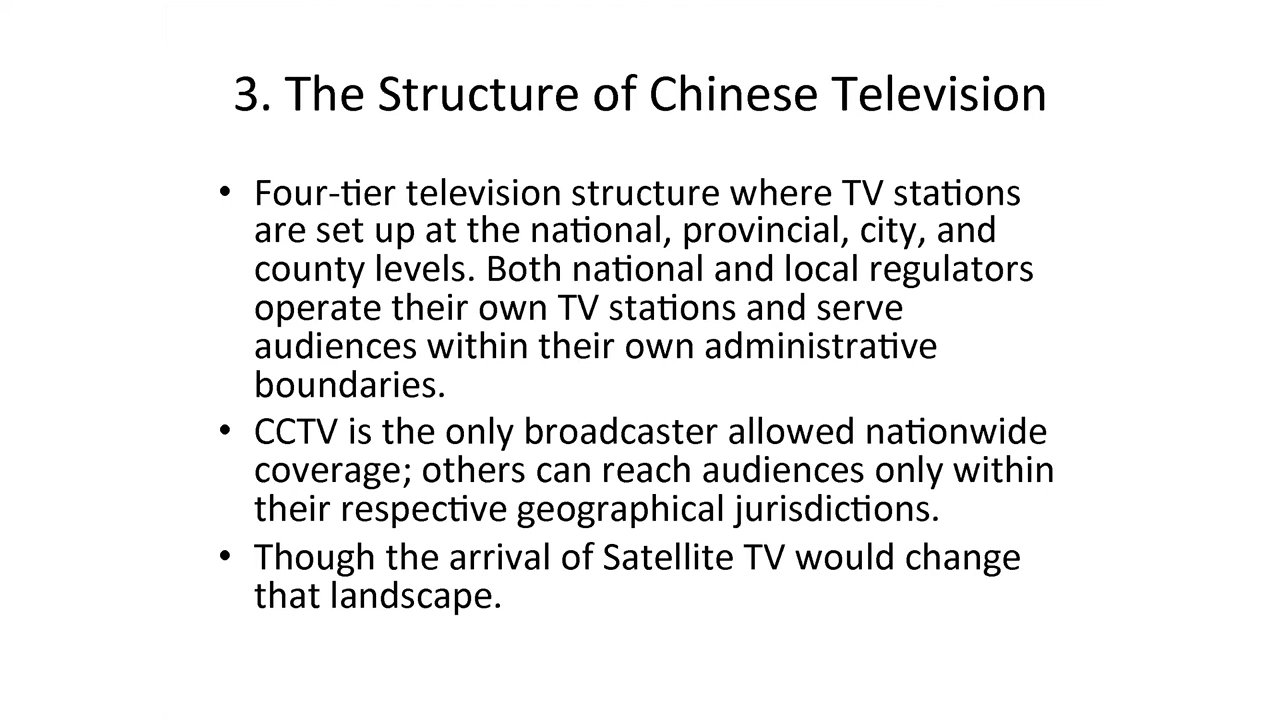 3. The Structure of Chinese Television
• Four-tier television structure where TV stations
are set up at the national, provincial, city, and
county levels. Both national and local regulators
operate their own TV stations and serve
audiences within their own administrative
boundaries.
• CCTV is the only broadcaster allowed nationwide
coverage; others can reach audiences only within
their respective geographical jurisdictions.
• Though the arrival of Satellite TV would change
that landscape.